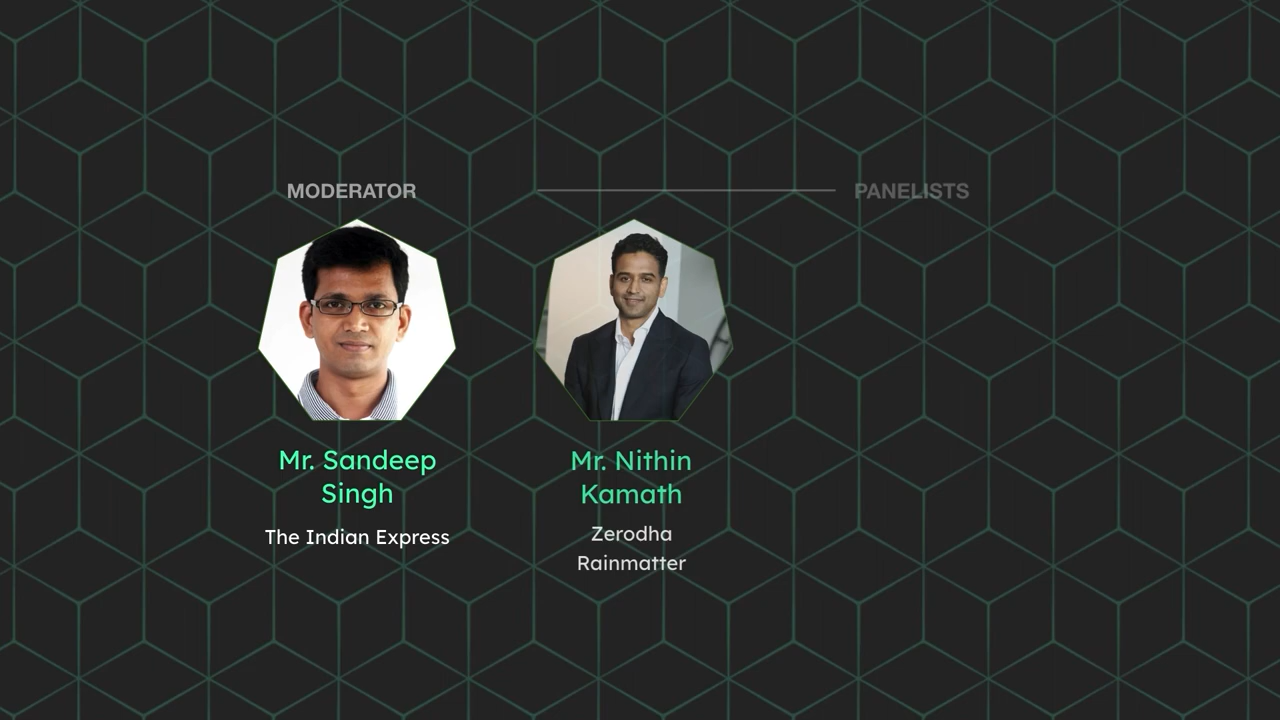 MODERATOR
PANELISTS
Mr. Sandeep
Singh
The Indian Express
Mr. Nithin
Kamath
Zerodha
Rainmatter